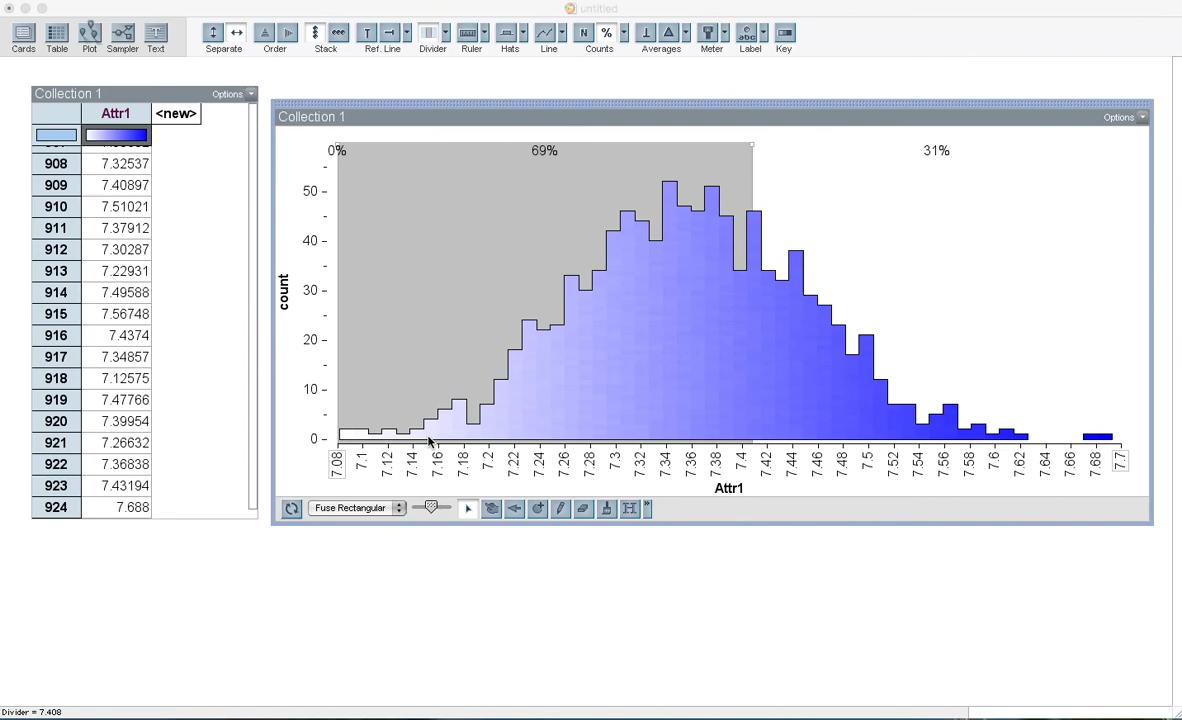 untitled
Cards Table Plot Sampler Text Separate Order Stack Ref. Line Divider Ruler Hats Line Counts Averages Meter Label Key
N % abc
Collection 1 Options
Attr1 <new>
908 7.32537
909 7.40897
910 7.51021
911 7.37912
912 7.30287
913 7.22931
914 7.49588
915 7.56748
916 7.4374
917 7.34857
918 7.12575
919 7.47766
920 7.39954
921 7.26632
922 7.36838
923 7.43194
924 7.688
Collection 1 Options
0% 69% 31%
50
40
30
20
10
0
count
7.08 7.1 7.12 7.14 7.16 7.18 7.2 7.22 7.24 7.26 7.28 7.3 7.32 7.34 7.36 7.38 7.4 7.42 7.44 7.46 7.48 7.5 7.52 7.54 7.56 7.58 7.6 7.62 7.64 7.66 7.68 7.7
Attr1
Fuse Rectangular
Divider = 7.408